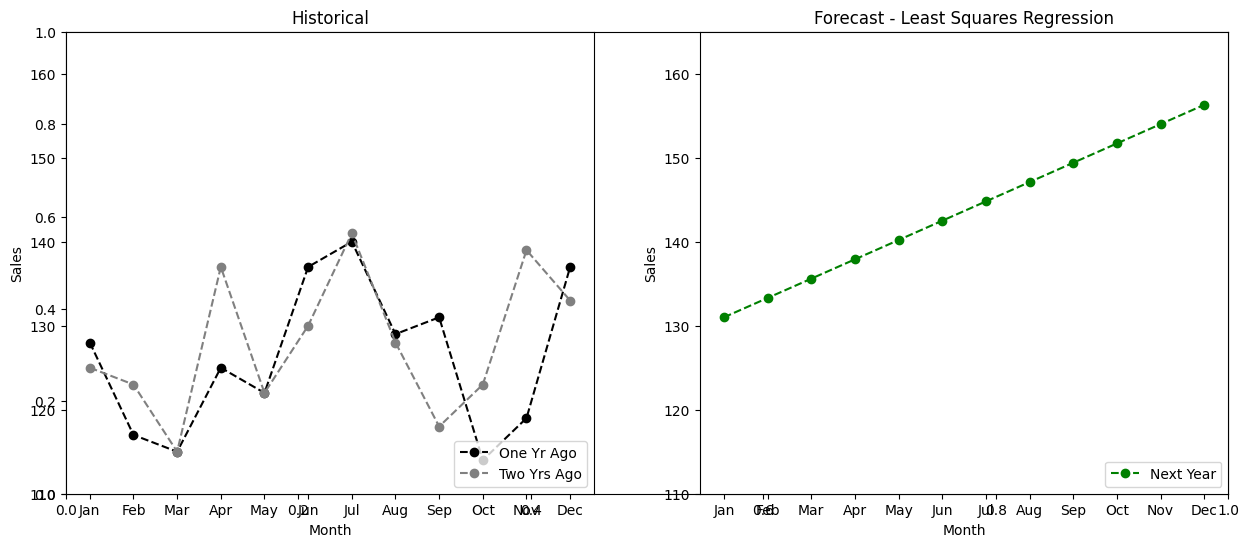 Historical
Forecast - Least Squares Regression
1.0
160
0.8
150
0.6
140
0.4
130
0.2
120
0.0
110
Sales
One Yr Ago
Two Yrs Ago
0.0 Jan Feb Mar Apr May 0.2 Jun Jul Aug Sep Oct Nov 0.4 Dec
Month
160
150
140
130
120
110
Sales
Next Year
Jan Feb 0.6 Mar Apr May Jun Jul 0.8 Aug Sep Oct Nov Dec 1.0
Month